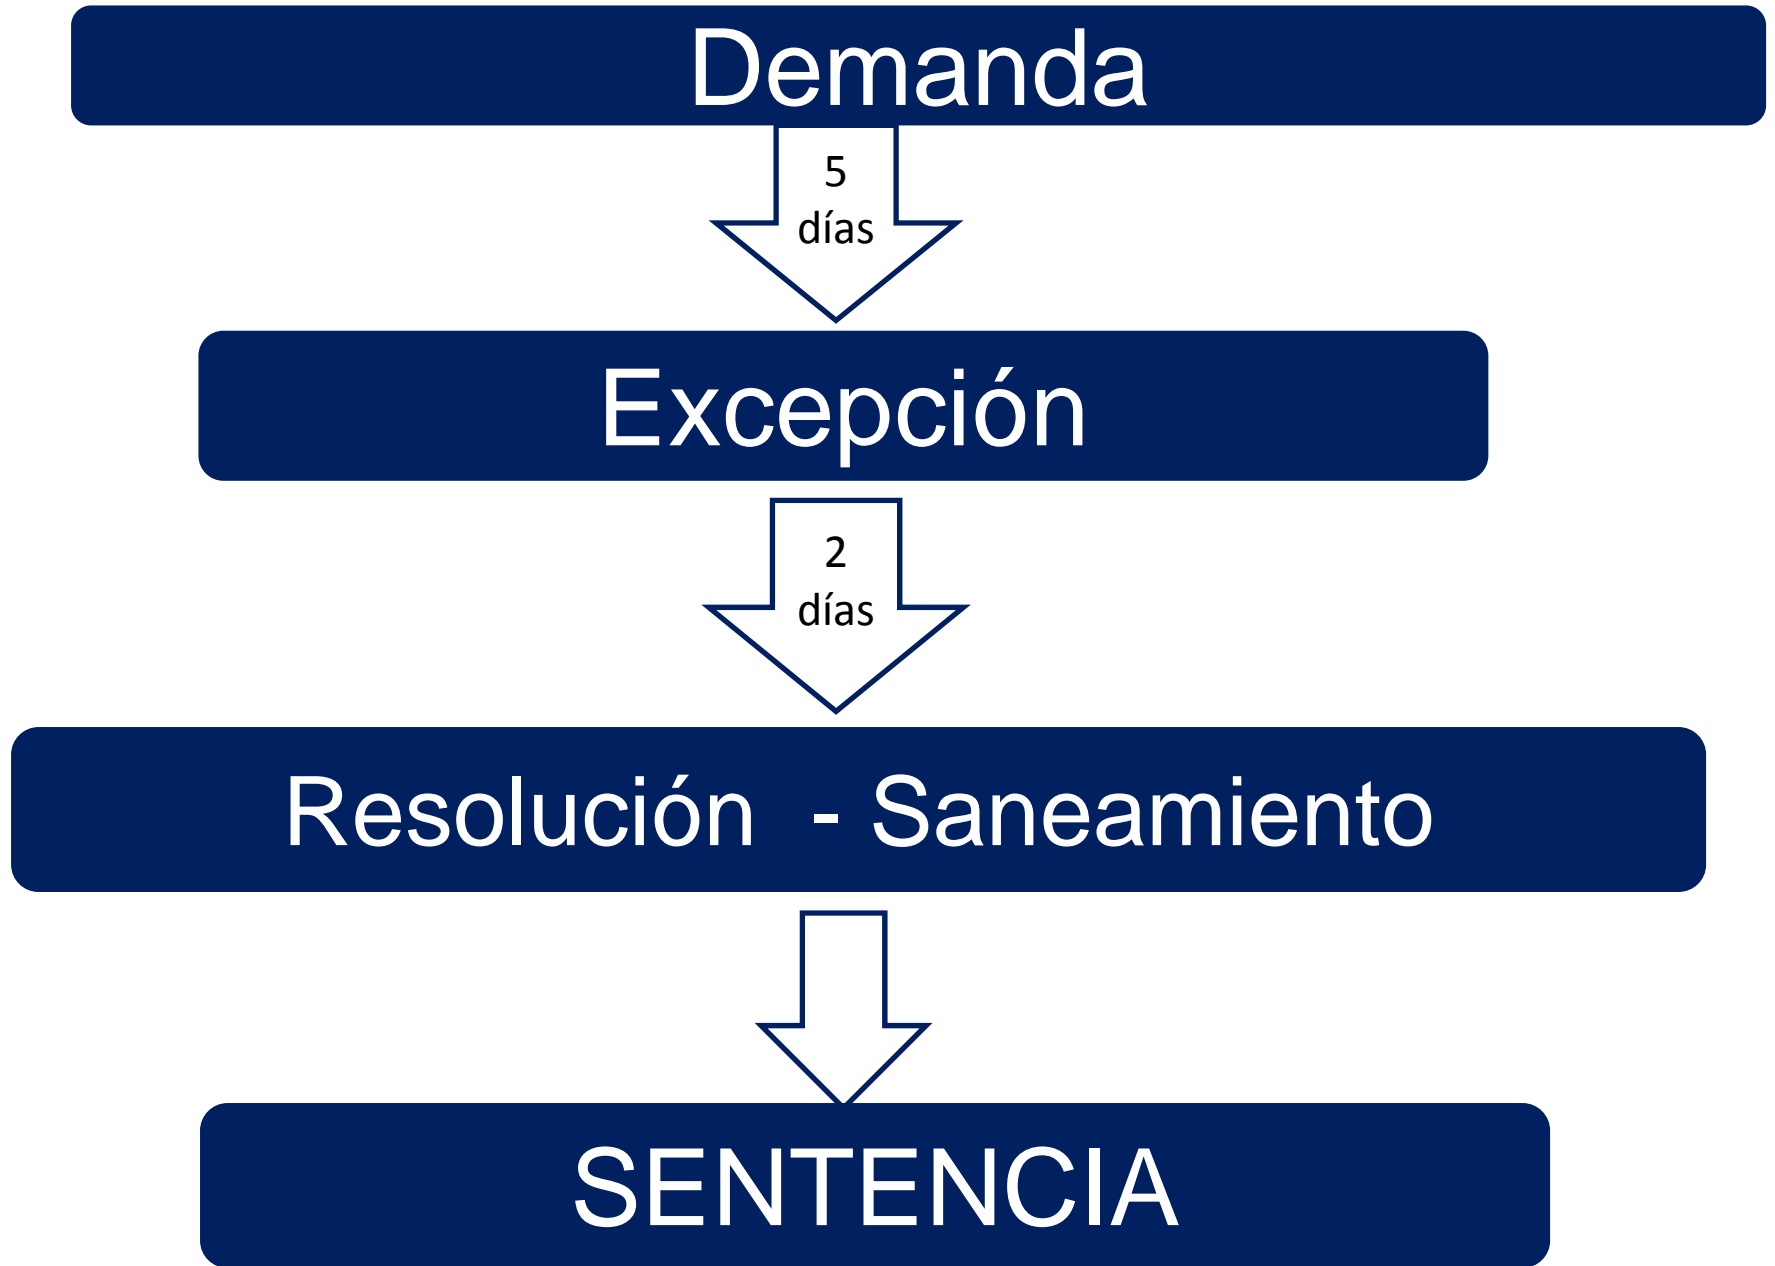 Demanda
5
días
Excepción
2
días
Resolución - Saneamiento
SENTENCIA